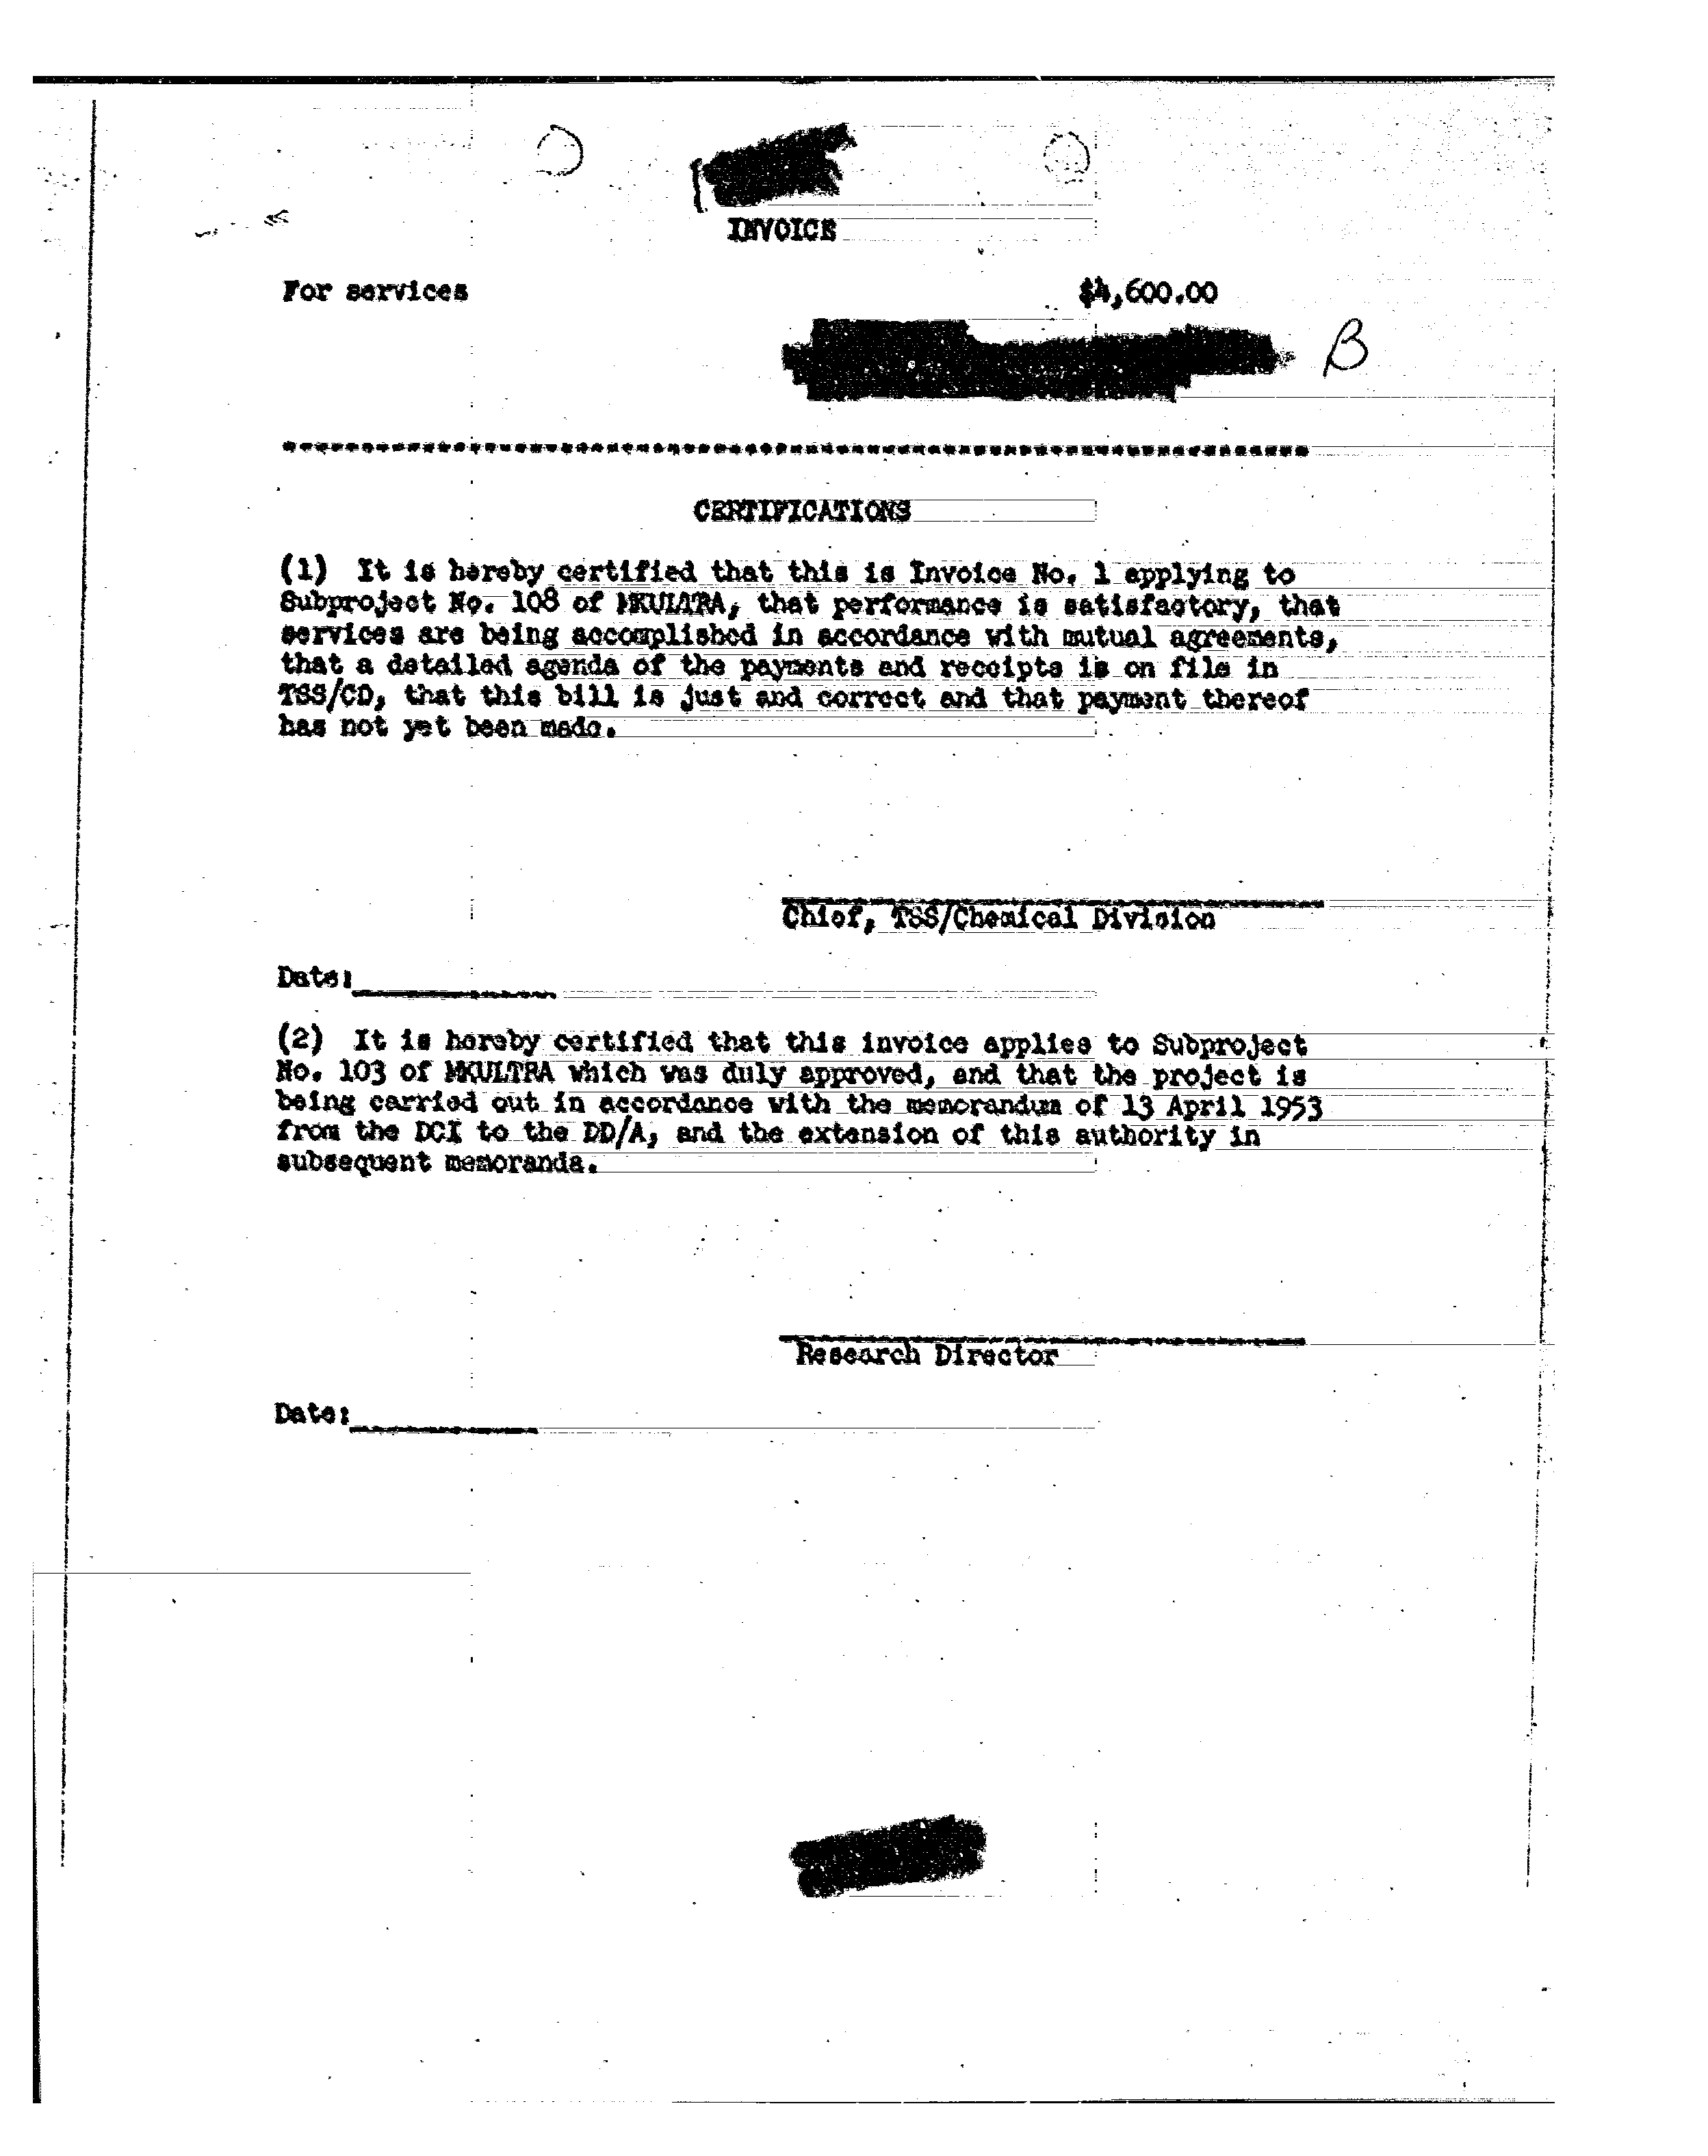 INVOICE
For services $4,600.00
B
CERTIFICATIONS
(1) It is hereby certified that this is Invoice No. 1 applying to
Subproject No. 108 of MKULTRA, that performance is satisfactory, that
services are being accomplished in accordance with mutual agreements,
that a detailed agenda of the payments and receipts is on file in
TSS/CD, that this bill is just and correct and that payment thereof
has not yet been made.
Chief, TSS/Chemical Division
Date:
(2) It is hereby certified that this invoice applies to Subproject
No. 103 of MKULTRA which was duly approved, and that the project is
being carried out in accordance with the memorandum of 13 April 1953
from the DCI to the DD/A, and the extension of this authority in
subsequent memoranda.
Research Director
Date: